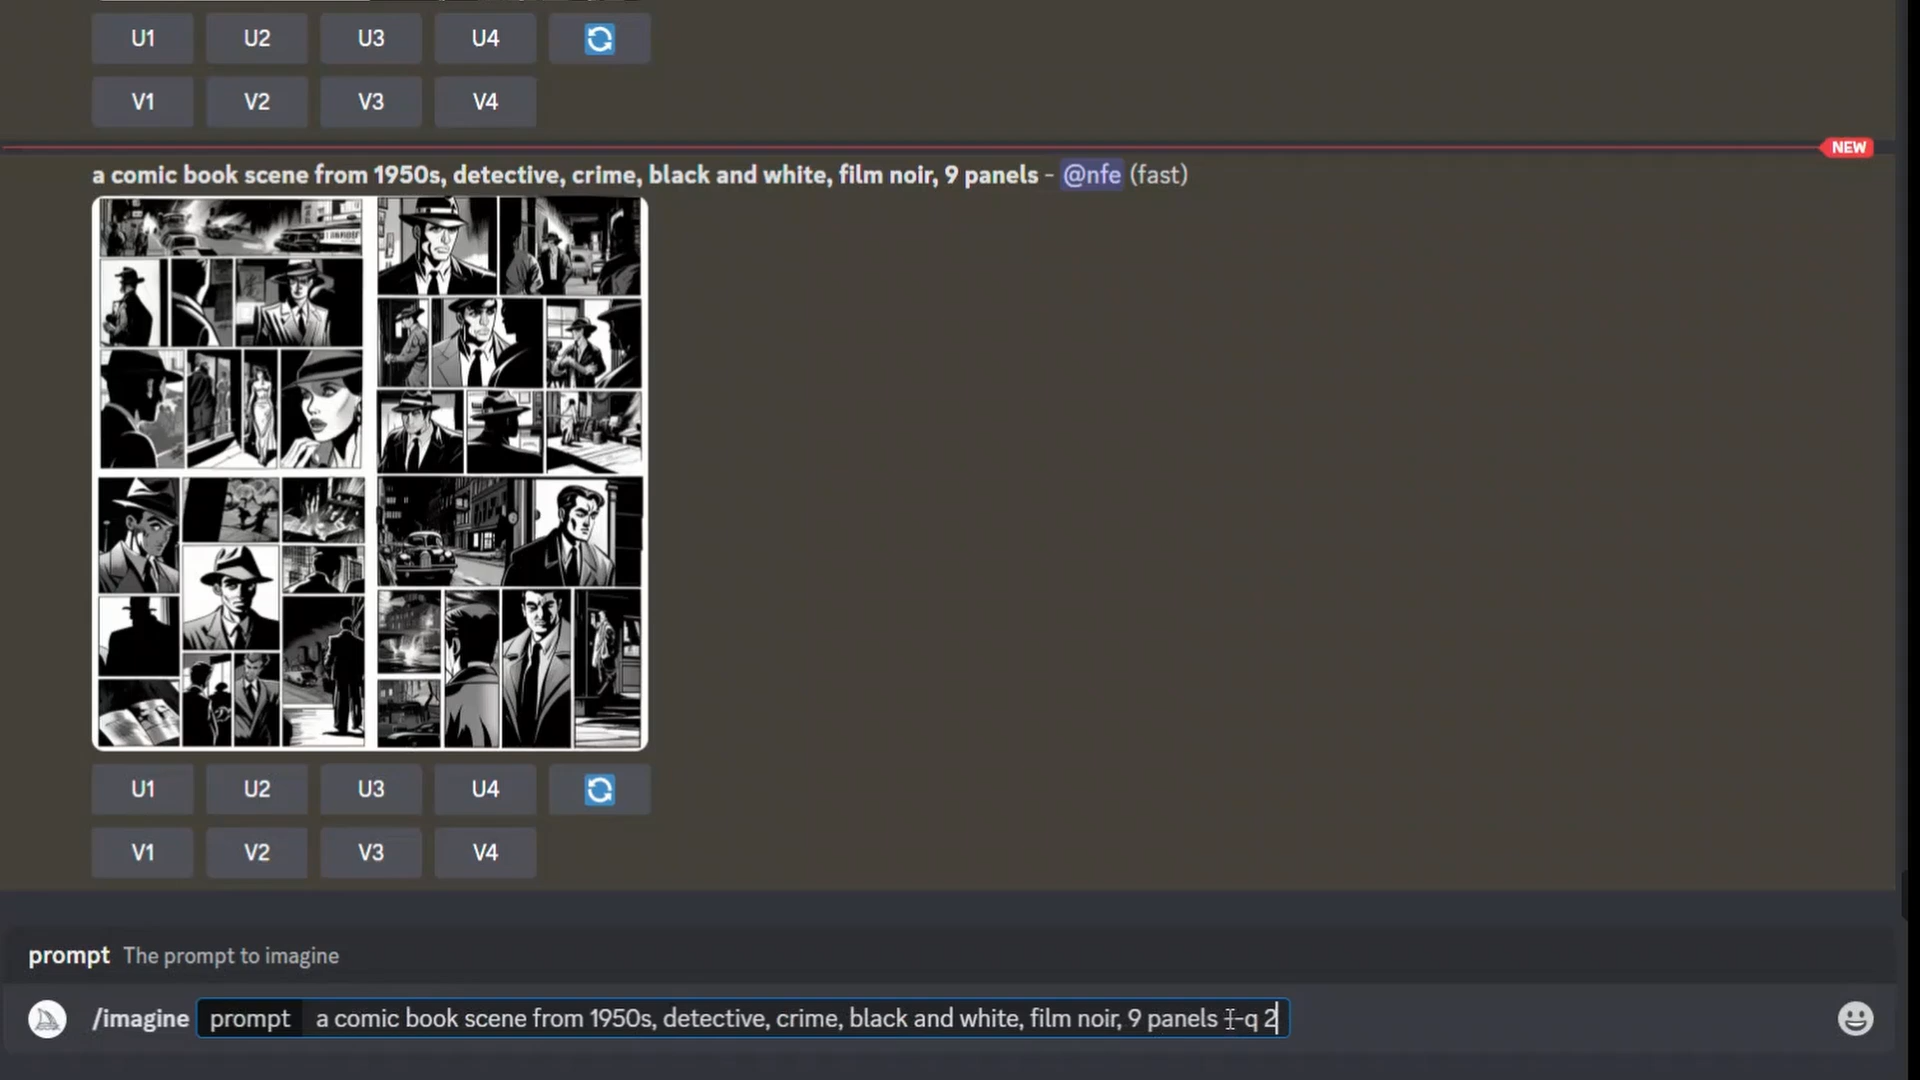 U1 U2 U3 U4
V1 V2 V3 V4
NEW
a comic book scene from 1950s, detective, crime, black and white, film noir, 9 panels - @nfe (fast)
U1 U2 U3 U4
V1 V2 V3 V4
prompt The prompt to imagine
/imagine prompt a comic book scene from 1950s, detective, crime, black and white, film noir, 9 panels --q 2